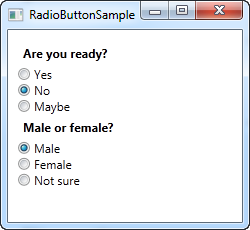 RadioButtonSample
Are you ready?
Yes
No
Maybe
Male or female?
Male
Female
Not sure